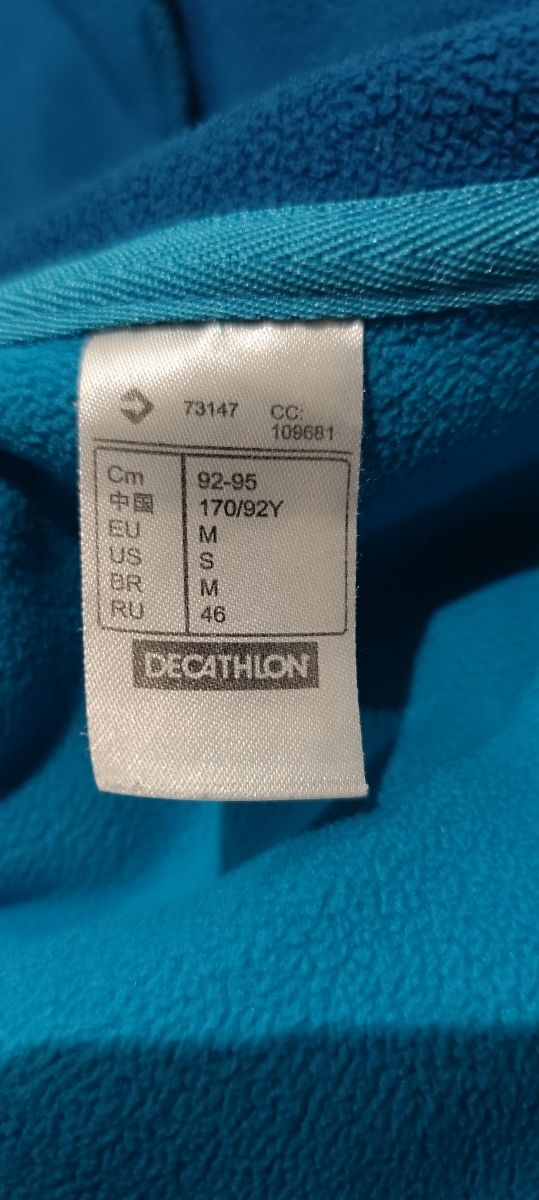 73147 CC:
109681
Cm 92-95
中国 170/92Y
EU M
US S
BR M
RU 46
DECATHLON